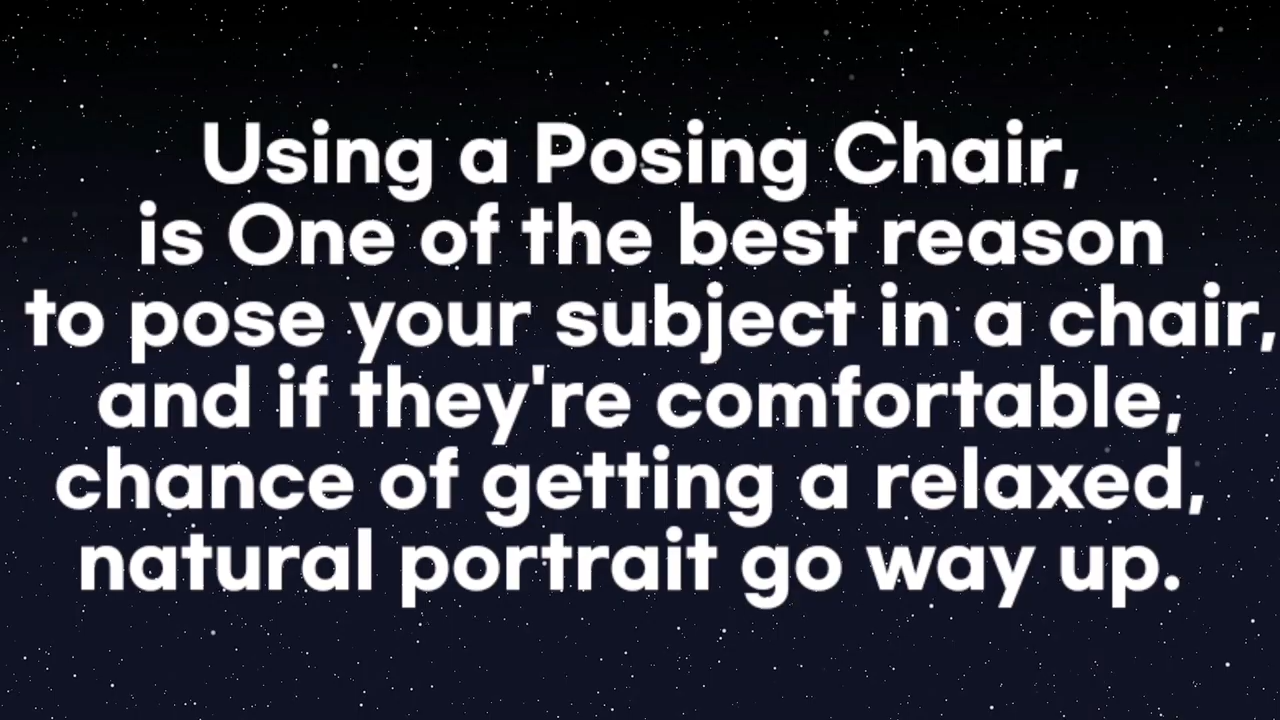 Using a Posing Chair,
is One of the best reason
to pose your subject in a chair,
and if they're comfortable,
chance of getting a relaxed,
natural portrait go way up.